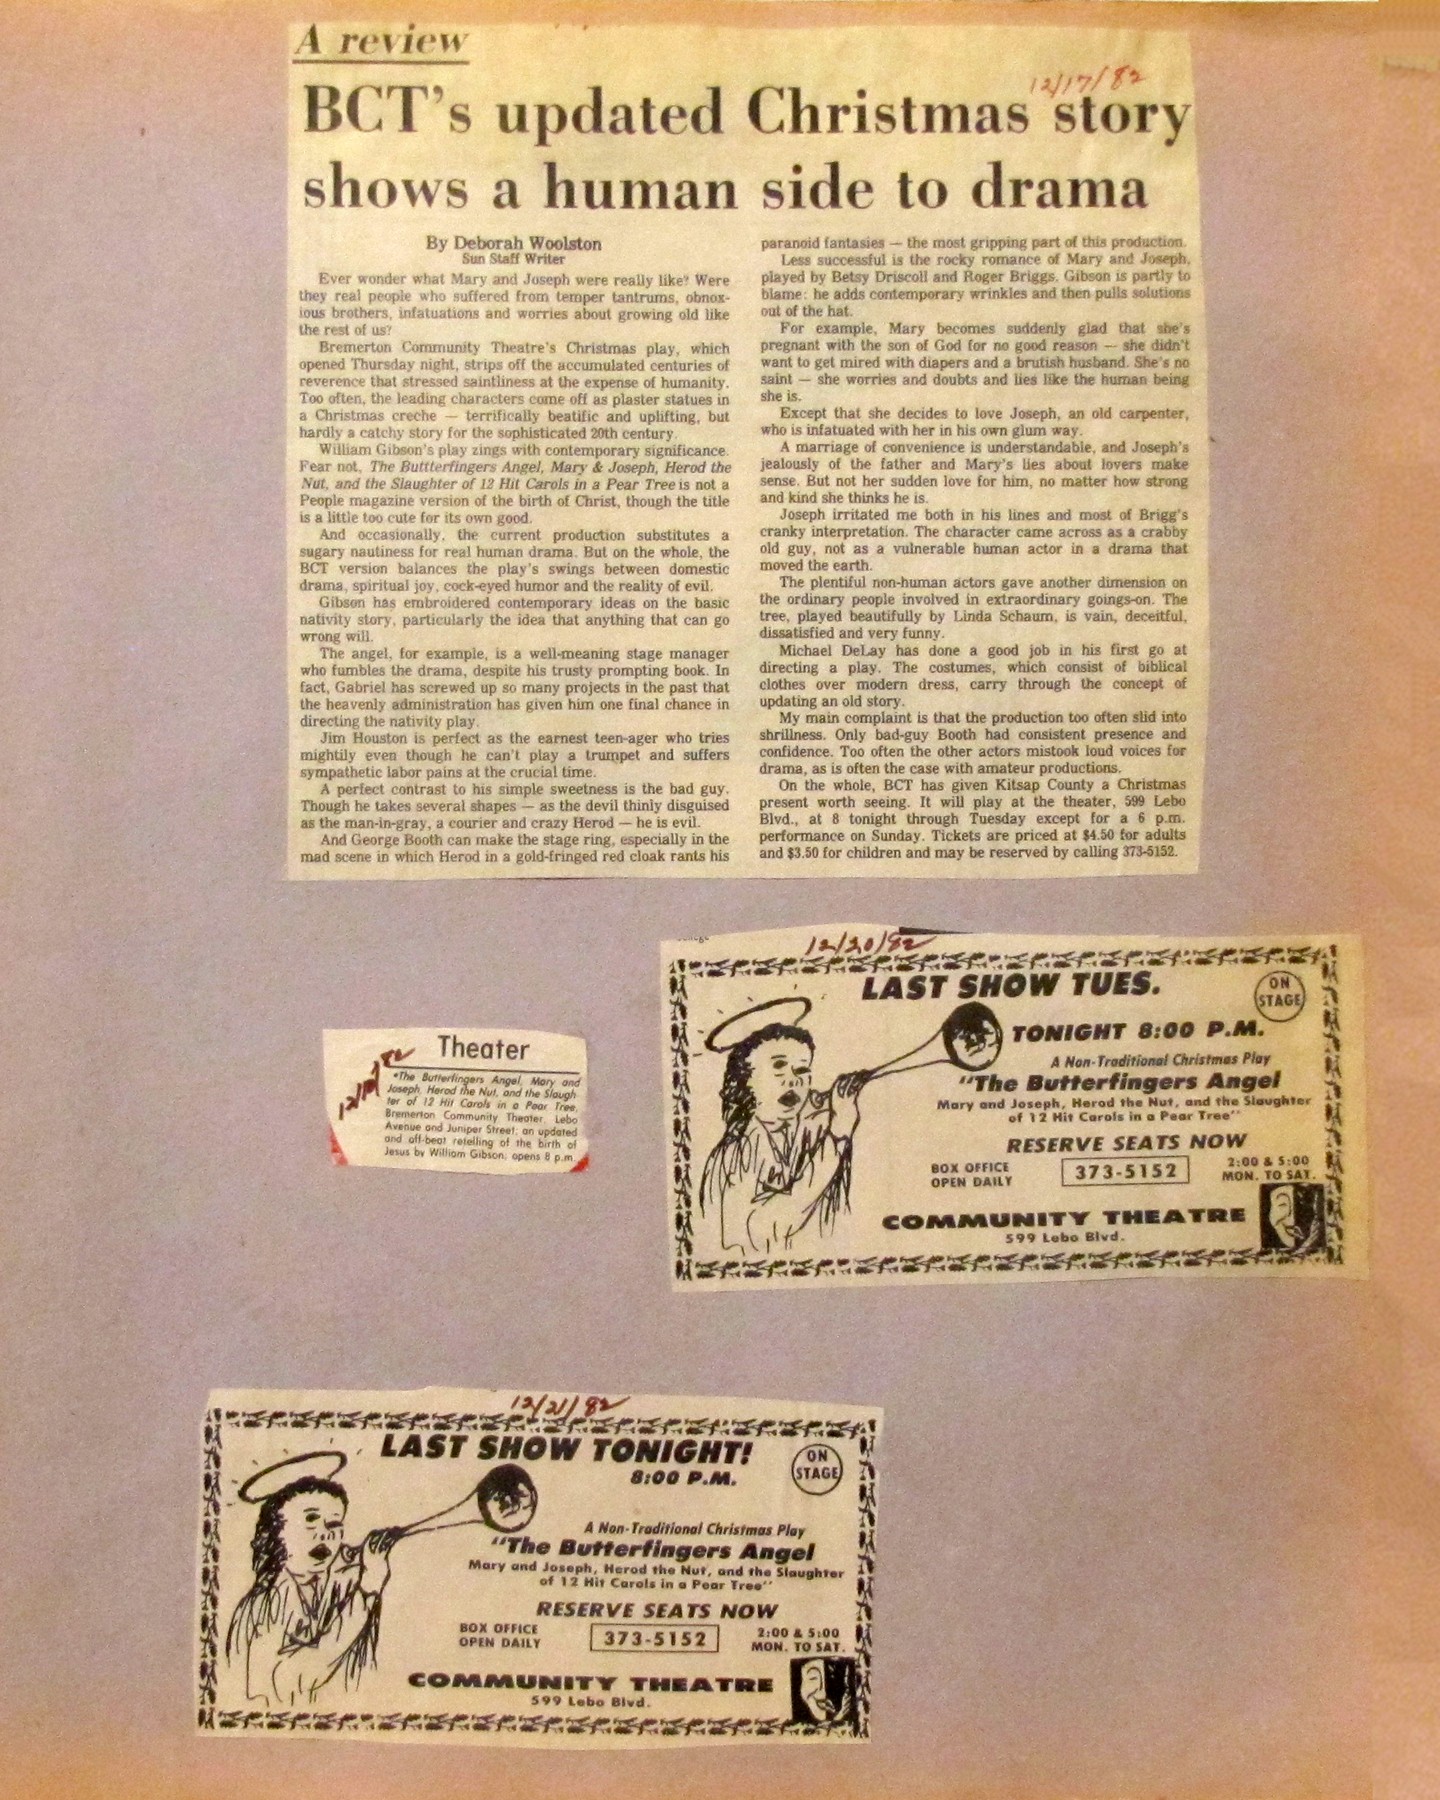 A review
12/17/82
BCT's updated Christmas story
shows a human side to drama
By Deborah Woolston
Sun Staff Writer
Ever wonder what Mary and Joseph were really like? Were
they real people who suffered from temper tantrums, obnox-
ious brothers, infatuations and worries about growing old like
the rest of us?
Bremerton Community Theatre's Christmas play, which
opened Thursday night, strips off the accumulated centuries of
reverence that stressed saintliness at the expense of humanity.
Too often, the leading characters come off as plaster statues in
a Christmas creche — terrifically beatific and uplifting, but
hardly a catchy story for the sophisticated 20th century.
William Gibson's play zings with contemporary significance.
Fear not, The Buttterfingers Angel, Mary & Joseph, Herod the
Nut, and the Slaughter of 12 Hit Carols in a Pear Tree is not a
People magazine version of the birth of Christ, though the title
is a little too cute for its own good.
And occasionally, the current production substitutes a
sugary nautiness for real human drama. But on the whole, the
BCT version balances the play's swings between domestic
drama, spiritual joy, cock-eyed humor and the reality of evil.
Gibson has embroidered contemporary ideas on the basic
nativity story, particularly the idea that anything that can go
wrong will.
The angel, for example, is a well-meaning stage manager
who fumbles the drama, despite his trusty prompting book. In
fact, Gabriel has screwed up so many projects in the past that
the heavenly administration has given him one final chance in
directing the nativity play.
Jim Houston is perfect as the earnest teen-ager who tries
mightily even though he can't play a trumpet and suffers
sympathetic labor pains at the crucial time.
A perfect contrast to his simple sweetness is the bad guy.
Though he takes several shapes — as the devil thinly disguised
as the man-in-gray, a courier and crazy Herod — he is evil.
And George Booth can make the stage ring, especially in the
mad scene in which Herod in a gold-fringed red cloak rants his
paranoid fantasies — the most gripping part of this production.
Less successful is the rocky romance of Mary and Joseph,
played by Betsy Driscoll and Roger Briggs. Gibson is partly to
blame: he adds contemporary wrinkles and then pulls solutions
out of the hat.
For example, Mary becomes suddenly glad that she's
pregnant with the son of God for no good reason — she didn't
want to get mired with diapers and a brutish husband. She's no
saint — she worries and doubts and lies like the human being
she is.
Except that she decides to love Joseph, an old carpenter,
who is infatuated with her in his own glum way.
A marriage of convenience is understandable, and Joseph's
jealously of the father and Mary's lies about lovers make
sense. But not her sudden love for him, no matter how strong
and kind she thinks he is.
Joseph irritated me both in his lines and most of Brigg's
cranky interpretation. The character came across as a crabby
old guy, not as a vulnerable human actor in a drama that
moved the earth.
The plentiful non-human actors gave another dimension on
the ordinary people involved in extraordinary goings-on. The
tree, played beautifully by Linda Schaum, is vain, deceitful,
dissatisfied and very funny.
Michael DeLay has done a good job in his first go at
directing a play. The costumes, which consist of biblical
clothes over modern dress, carry through the concept of
updating an old story.
My main complaint is that the production too often slid into
shrillness. Only bad-guy Booth had consistent presence and
confidence. Too often the other actors mistook loud voices for
drama, as is often the case with amateur productions.
On the whole, BCT has given Kitsap County a Christmas
present worth seeing. It will play at the theater, 599 Lebo
Blvd., at 8 tonight through Tuesday except for a 6 p.m.
performance on Sunday. Tickets are priced at $4.50 for adults
and $3.50 for children and may be reserved by calling 373-5152.
Theater
•The Butterfingers Angel, Mary and
Joseph, Herod the Nut, and the Slaugh-
ter of 12 Hit Carols in a Pear Tree,
Bremerton Community Theater, Lebo
Avenue and Juniper Street; an updated
and off-beat retelling of the birth of
Jesus by William Gibson; opens 8 p.m.
12/20/82
LAST SHOW TUES.
ON
STAGE
TONIGHT 8:00 P.M.
A Non-Traditional Christmas Play
"The Butterfingers Angel
Mary and Joseph, Herod the Nut, and the Slaughter
of 12 Hit Carols in a Pear Tree"
RESERVE SEATS NOW
BOX OFFICE
OPEN DAILY
373-5152
2:00 & 5:00
MON. TO SAT.
COMMUNITY THEATRE
599 Lebo Blvd.
12/21/82
LAST SHOW TONIGHT!
8:00 P.M.
ON
STAGE
A Non-Traditional Christmas Play
"The Butterfingers Angel
Mary and Joseph, Herod the Nut, and the Slaughter
of 12 Hit Carols in a Pear Tree"
RESERVE SEATS NOW
BOX OFFICE
OPEN DAILY
373-5152
2:00 & 5:00
MON. TO SAT.
COMMUNITY THEATRE
599 Lebo Blvd.